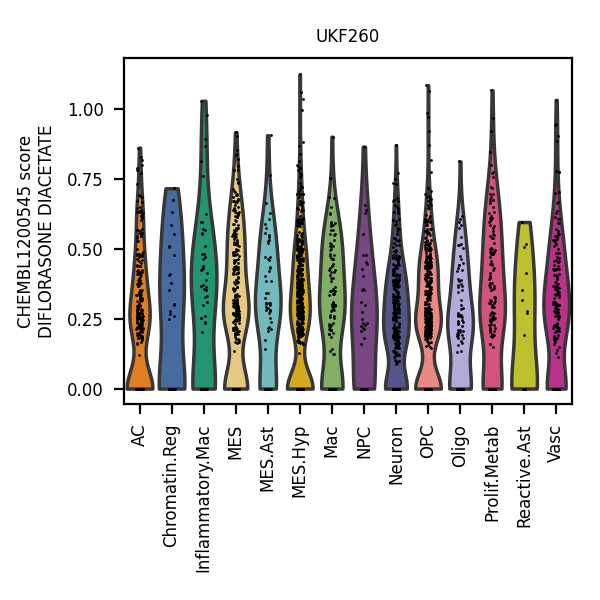 UKF260
CHEMBL1200545 score
DIFLORASONE DIACETATE
1.00
0.75
0.50
0.25
0.00
AC
Chromatin.Reg
Inflammatory.Mac
MES
MES.Ast
MES.Hyp
Mac
NPC
Neuron
OPC
Oligo
Prolif.Metab
Reactive.Ast
Vasc